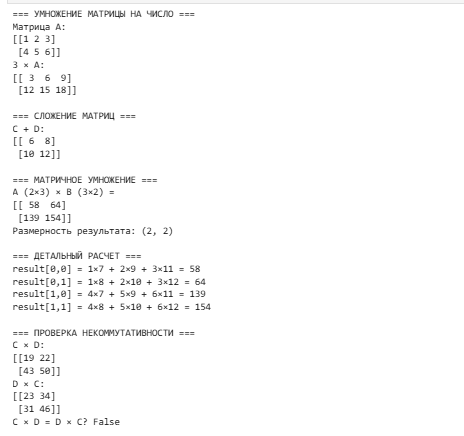 === УМНОЖЕНИЕ МАТРИЦЫ НА ЧИСЛО ===
Матрица A:
[[1 2 3]
 [4 5 6]]
3 × A:
[[ 3  6  9]
 [12 15 18]]

=== СЛОЖЕНИЕ МАТРИЦ ===
C + D:
[[ 6  8]
 [10 12]]

=== МАТРИЧНОЕ УМНОЖЕНИЕ ===
A (2×3) × B (3×2) =
[[ 58  64]
 [139 154]]
Размерность результата: (2, 2)

=== ДЕТАЛЬНЫЙ РАСЧЕТ ===
result[0,0] = 1×7 + 2×9 + 3×11 = 58
result[0,1] = 1×8 + 2×10 + 3×12 = 64
result[1,0] = 4×7 + 5×9 + 6×11 = 139
result[1,1] = 4×8 + 5×10 + 6×12 = 154

=== ПРОВЕРКА НЕКОММУТАТИВНОСТИ ===
C × D:
[[19 22]
 [43 50]]
D × C:
[[23 34]
 [31 46]]
C × D = D × C? False